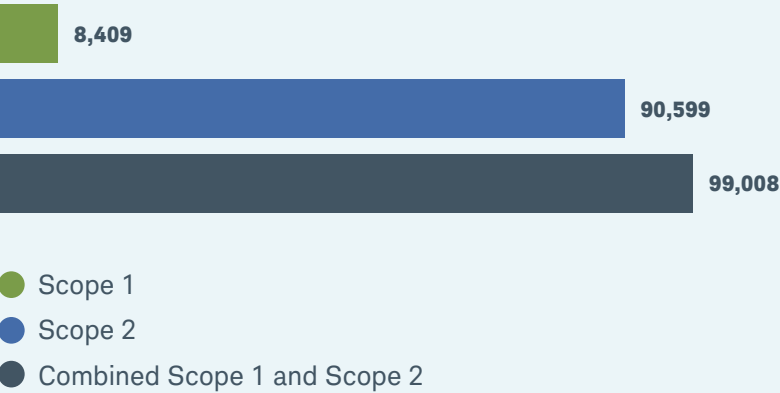 8,409
90,599
99,008
Scope 1
Scope 2
Combined Scope 1 and Scope 2